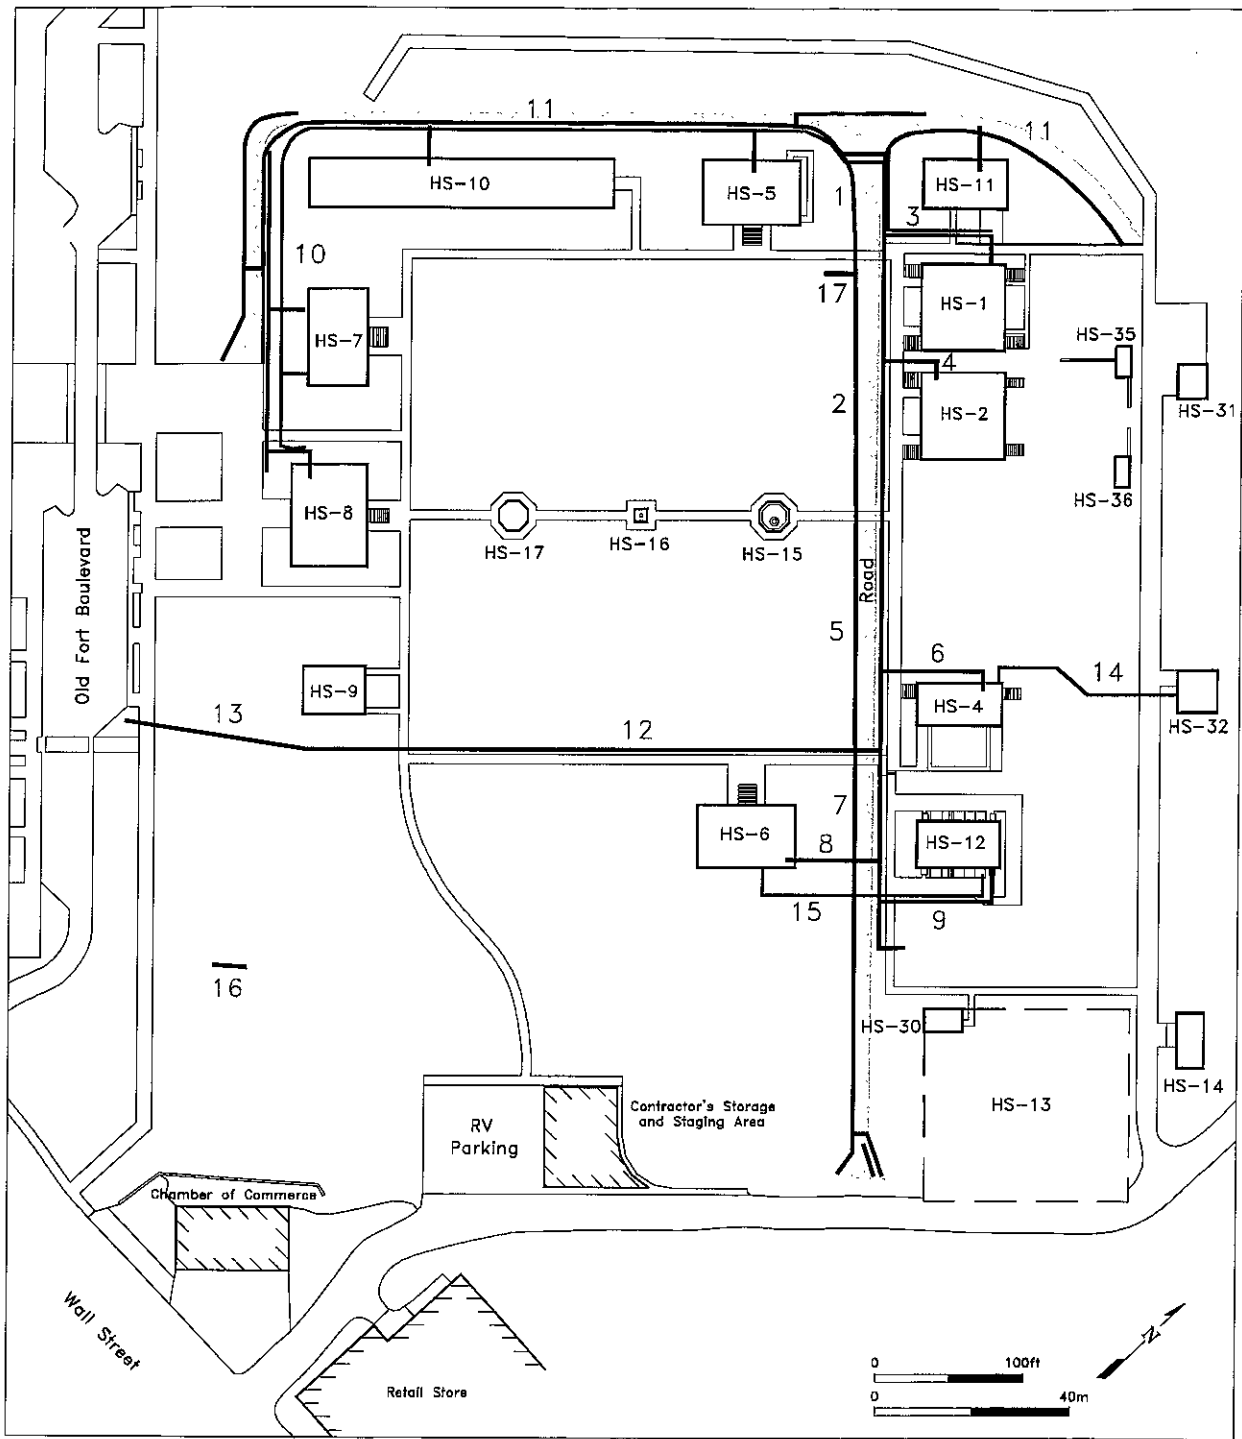 11
11
HS-10
HS-5
HS-11
1
3
10
17
HS-1
HS-7
HS-35
4
2
HS-2
HS-31
HS-36
HS-8
HS-17
HS-16
HS-15
Road
Old Fort Boulevard
5
6
HS-9
HS-4
14
13
12
HS-32
7
HS-6
8
HS-12
15
9
16
HS-30
HS-14
HS-13
Contractor's Storage
and Staging Area
RV
Parking
Chamber of Commerce
Wall Street
Retail Store
N
0 100ft
0 40m